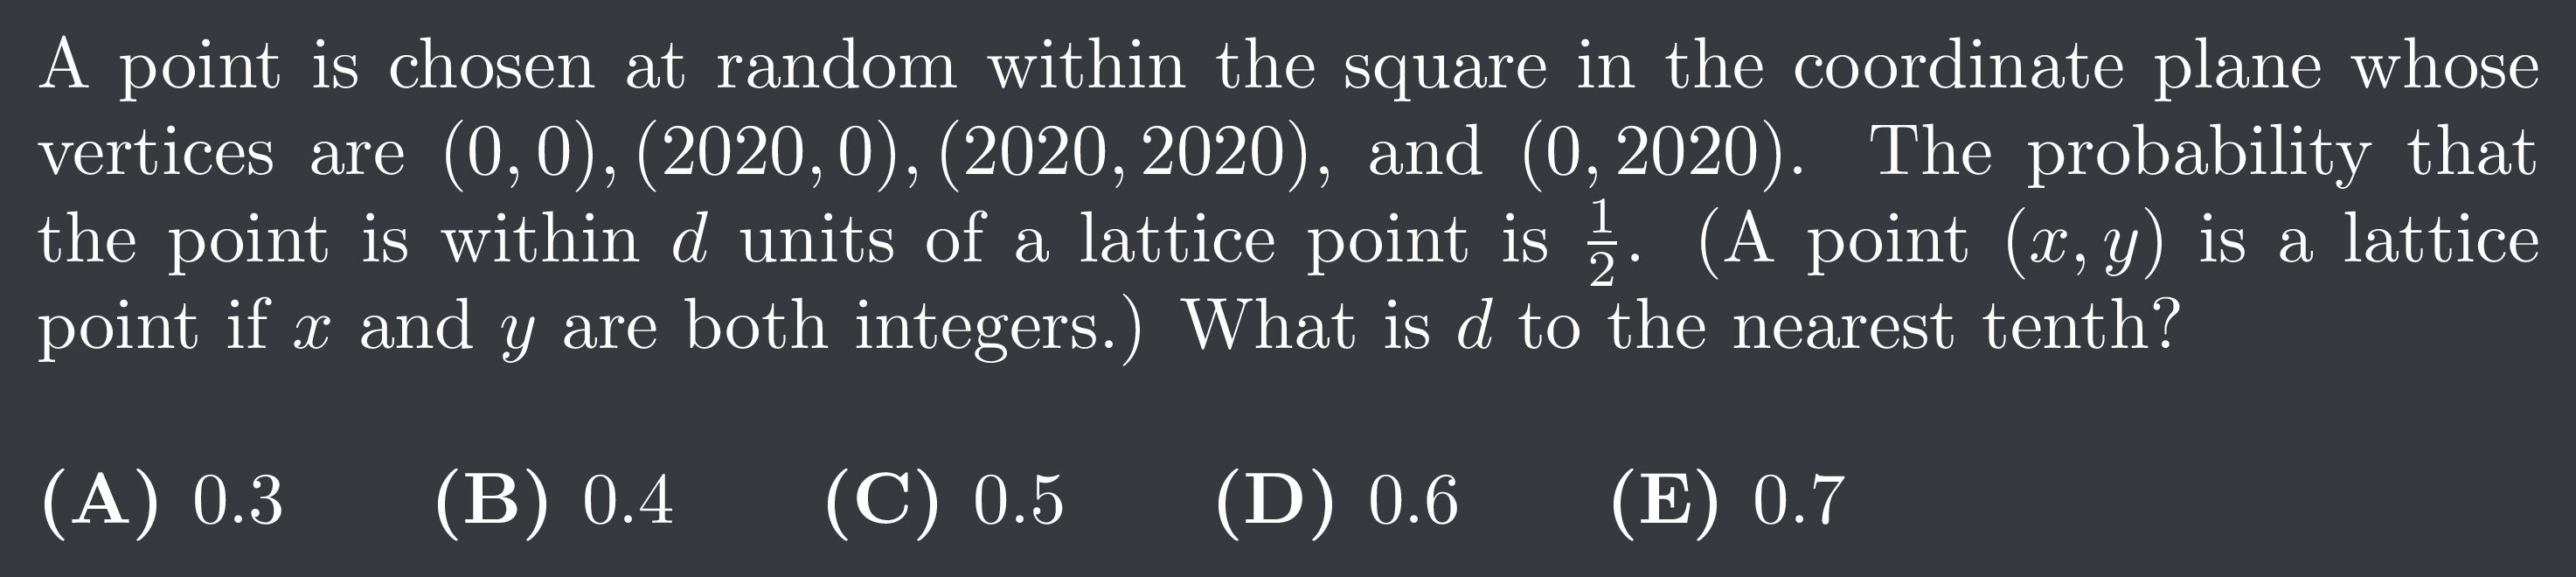 A point is chosen at random within the square in the coordinate plane whose
vertices are (0, 0), (2020, 0), (2020, 2020), and (0, 2020). The probability that
the point is within d units of a lattice point is 1/2. (A point (x, y) is a lattice
point if x and y are both integers.) What is d to the nearest tenth?
(A) 0.3 (B) 0.4 (C) 0.5 (D) 0.6 (E) 0.7